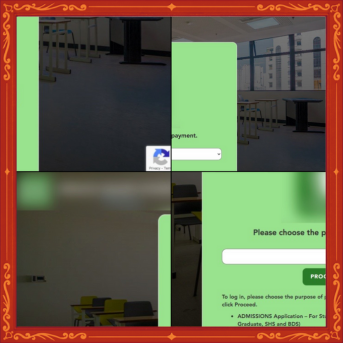 payment.
Privacy - Ter
Please choose the p
PROC
To log in, please choose the purpose of p
click Proceed.
• ADMISSIONS Application – For Stu
Graduate, SHS and BDS)